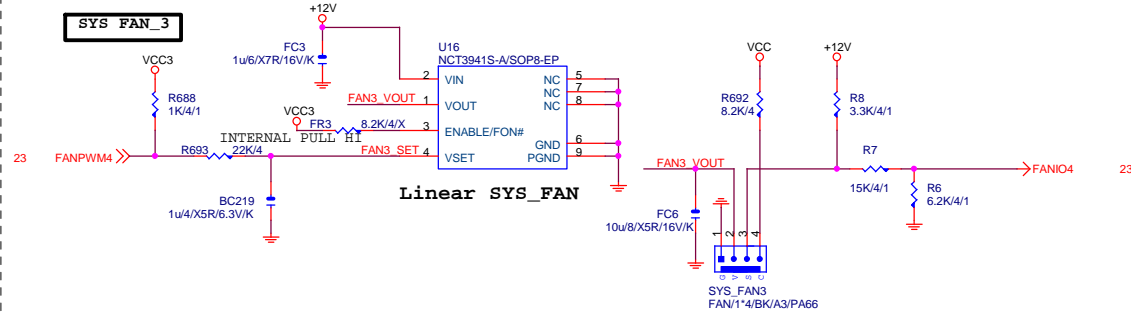 SYS FAN_3
+12V
FC3
1u/6/X7R/16V/K
VCC3
R688
1K/4/1
VCC3
FR3
8.2K/4/X
INTERNAL PULL HI
23
FANPWM4
R693
22K/4
FAN3_SET
BC219
1u/4/X5R/6.3V/K
FAN3_VOUT
U16
NCT3941S-A/SOP8-EP
2
VIN
1
VOUT
3
ENABLE/FON#
4
VSET
NC
5
NC
7
NC
8
GND
6
PGND
9
Linear SYS_FAN
VCC
R692
8.2K/4
+12V
R8
3.3K/4/1
R7
15K/4/1
R6
6.2K/4/1
FANIO4
23
FAN3_VOUT
FC6
10u/8/X5R/16V/K
1
2
3
4
G
V
S
C
SYS_FAN3
FAN/1*4/BK/A3/PA66